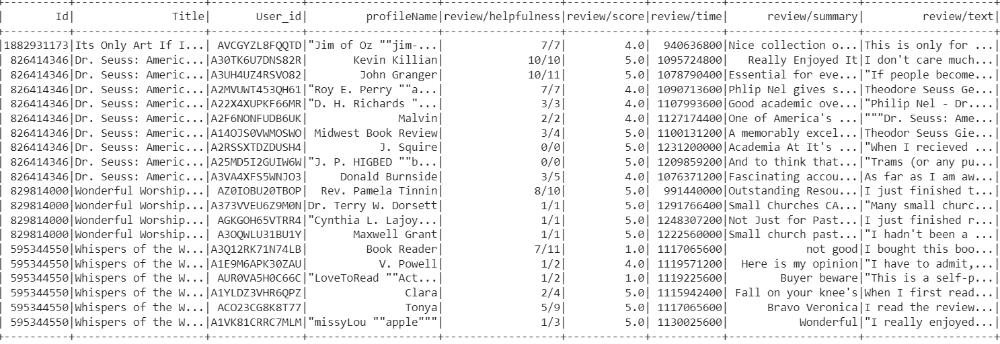 +----------+--------------------+--------------+--------------------+------------------+------------+-----------+--------------------+--------------------+
|        Id|               Title|       User_id|         profileName|review/helpfulness|review/score|review/time|      review/summary|         review/text|
+----------+--------------------+--------------+--------------------+------------------+------------+-----------+--------------------+--------------------+
|1882931173|Its Only Art If I...| AVCGYZL8FQQTD|"Jim of Oz ""jim-...|               7/7|         4.0|  940636800|Nice collection o...|This is only for ...|
| 826414346|Dr. Seuss: Americ...|A30TK6U7DNS82R|       Kevin Killian|             10/10|         5.0| 1095724800|   Really Enjoyed It|I don't care much...|
| 826414346|Dr. Seuss: Americ...|A3UH4UZ4RSVO82|        John Granger|             10/11|         5.0| 1078790400|Essential for eve...|"If people become...|
| 826414346|Dr. Seuss: Americ...|A2MVUWT453QH61|"Roy E. Perry ""a...|               7/7|         4.0| 1090713600|Phlip Nel gives s...|Theodore Seuss Ge...|
| 826414346|Dr. Seuss: Americ...|A22X4XUPKF66MR|"D. H. Richards "...|               3/3|         4.0| 1107993600|Good academic ove...|"Philip Nel - Dr....|
| 826414346|Dr. Seuss: Americ...|A2F6NONFUDB6UK|              Malvin|               2/2|         4.0| 1127174400|One of America's ...|"""Dr. Seuss: Ame...|
| 826414346|Dr. Seuss: Americ...|A14OJS0VWMOSWO| Midwest Book Review|               3/4|         5.0| 1100131200|A memorably excel...|Theodor Seuss Gie...|
| 826414346|Dr. Seuss: Americ...|A2RSSXTDZDUSH4|           J. Squire|               0/0|         5.0| 1231200000|Academia At It's ...|"When I recieved ...|
| 826414346|Dr. Seuss: Americ...|A25MD5I2GUIW6W|"J. P. HIGBED ""b...|               0/0|         5.0| 1209859200|And to think that...|"Trams (or any pu...|
| 826414346|Dr. Seuss: Americ...|A3VA4XFS5WNJO3|     Donald Burnside|               3/5|         4.0| 1076371200|Fascinating accou...|As far as I am aw...|
| 829814000|Wonderful Worship...| AZ0IOBU20TBOP|  Rev. Pamela Tinnin|              8/10|         5.0|  991440000|Outstanding Resou...|I just finished t...|
| 829814000|Wonderful Worship...|A373VVEU6Z9M0N|Dr. Terry W. Dorsett|               1/1|         5.0| 1291766400|Small Churches CA...|"Many small churc...|
| 829814000|Wonderful Worship...| AGKGOH65VTRR4|"Cynthia L. Lajoy...|               1/1|         5.0| 1248307200|Not Just for Past...|I just finished r...|
| 829814000|Wonderful Worship...| A3OQWLU31BU1Y|       Maxwell Grant|               1/1|         5.0| 1222560000|Small church past...|"I hadn't been a ...|
| 595344550|Whispers of the W...|A3Q12RK71N74LB|         Book Reader|              7/11|         1.0| 1117065600|            not good|I bought this boo...|
| 595344550|Whispers of the W...|A1E9M6APK30ZAU|           V. Powell|               1/2|         4.0| 1119571200|  Here is my opinion|"I have to admit,...|
| 595344550|Whispers of the W...| AUR0VA5H0C66C|"LoveToRead ""Act...|               1/2|         1.0| 1119225600|        Buyer beware|"This is a self-p...|
| 595344550|Whispers of the W...|A1YLDZ3VHR6QPZ|               Clara|               2/4|         5.0| 1115942400| Fall on your knee's|When I first read...|
| 595344550|Whispers of the W...| ACO23CG8K8T77|               Tonya|               5/9|         5.0| 1117065600|      Bravo Veronica|I read the review...|
| 595344550|Whispers of the W...|A1VK81CRRC7MLM|"missyLou ""apple"""|               1/3|         5.0| 1130025600|           Wonderful|"I really enjoyed...|
+----------+--------------------+--------------+--------------------+------------------+------------+-----------+--------------------+--------------------+